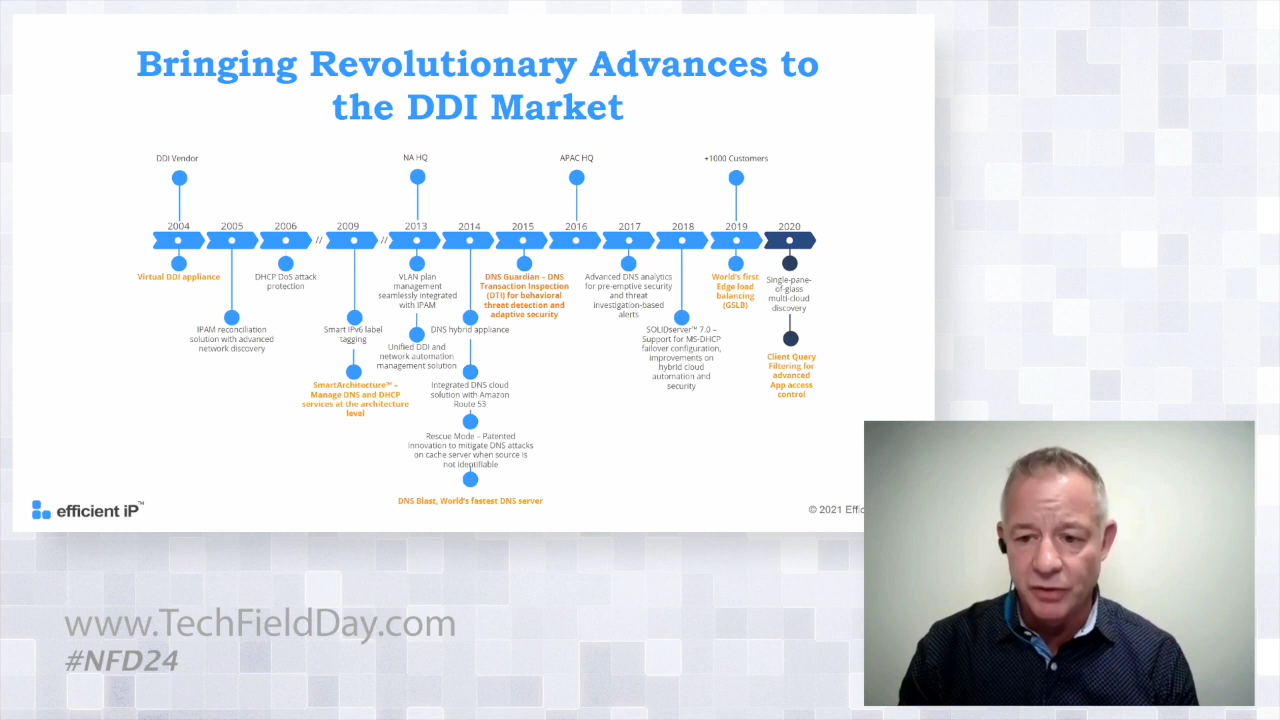 Bringing Revolutionary Advances to
the DDI Market
DDI Vendor
NA HQ
APAC HQ
+1000 Customers
2004
2005
2006
//
2009
//
2013
2014
2015
2016
2017
2018
2019
2020
Virtual DDI appliance
IPAM reconciliation
solution with advanced
network discovery
DHCP DoS attack
protection
Smart IPv6 label
tagging
SmartArchitecture™ –
Manage DNS and DHCP
services at the architecture
level
VLAN plan
management
seamlessly integrated
with IPAM
Unified DDI and
network automation
management solution
DNS hybrid appliance
Integrated DNS cloud
solution with Amazon
Route 53
Rescue Mode – Patented
innovation to mitigate DNS attacks
on cache server when source is
not identifiable
DNS Blast, World's fastest DNS server
DNS Guardian – DNS
Transaction Inspection
(DTI) for behavioral
threat detection and
adaptive security
Advanced DNS analytics
for pre-emptive security
and threat
investigation-based
alerts
SOLIDserver™ 7.0 –
Support for MS-DHCP
failover configuration,
improvements on
hybrid cloud
automation and
security
World's first
Edge load
balancing
(GSLB)
Single-pane-
of-glass
multi-cloud
discovery
Client Query
Filtering for
advanced
App access
control
efficient iP™
© 2021 Effic
www.TechFieldDay.com
#NFD24